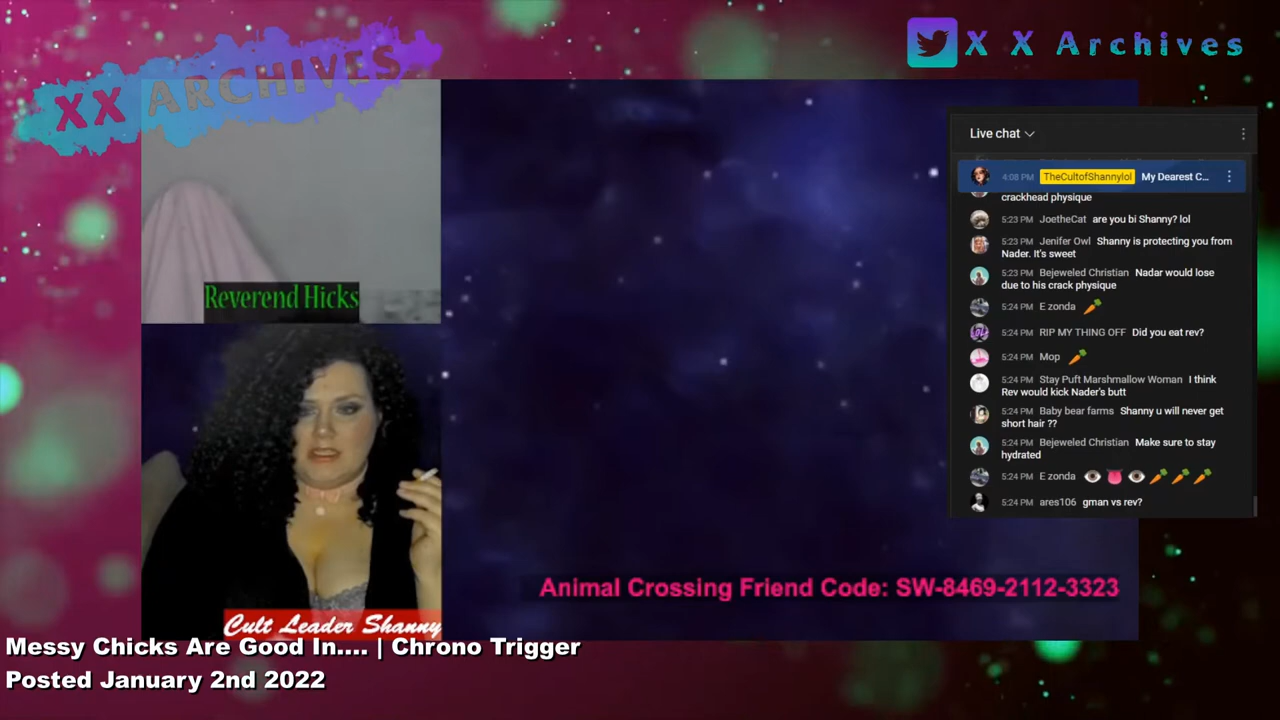 XX ARCHIVES
X X Archives
Live chat
4:08 PM TheCultofShannylol My Dearest C...
crackhead physique
5:23 PM JoetheCat are you bi Shanny? lol
5:23 PM Jenifer Owl Shanny is protecting you from
Nader. It's sweet
5:23 PM Bejeweled Christian Nadar would lose
due to his crack physique
5:24 PM E zonda 🥕
5:24 PM RIP MY THING OFF Did you eat rev?
5:24 PM Mop 🥕
5:24 PM Stay Puft Marshmallow Woman I think
Rev would kick Nader's butt
5:24 PM Baby bear farms Shanny u will never get
short hair ??
5:24 PM Bejeweled Christian Make sure to stay
hydrated
5:24 PM E zonda 👁👅👁🥕🥕🥕
5:24 PM ares106 gman vs rev?
Reverend Hicks
Cult Leader Shanny
Animal Crossing Friend Code: SW-8469-2112-3323
Messy Chicks Are Good In.... | Chrono Trigger
Posted January 2nd 2022